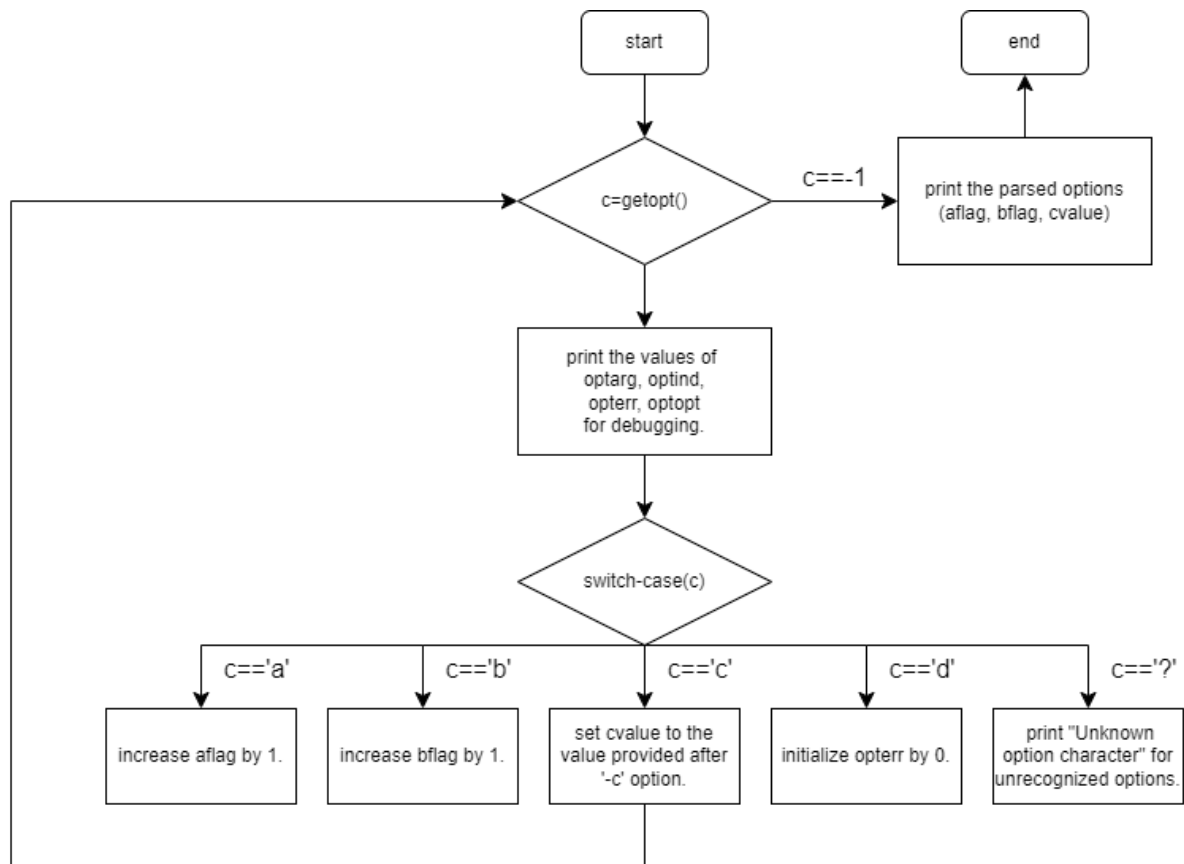 start
end
c=getopt()
c==-1
print the parsed options
(aflag, bflag, cvalue)
print the values of
optarg, optind,
opterr, optopt
for debugging.
switch-case(c)
c=='a'
c=='b'
c=='c'
c=='d'
c=='?'
increase aflag by 1.
increase bflag by 1.
set cvalue to the
value provided after
'-c' option.
initialize opterr by 0.
print "Unknown
option character" for
unrecognized options.